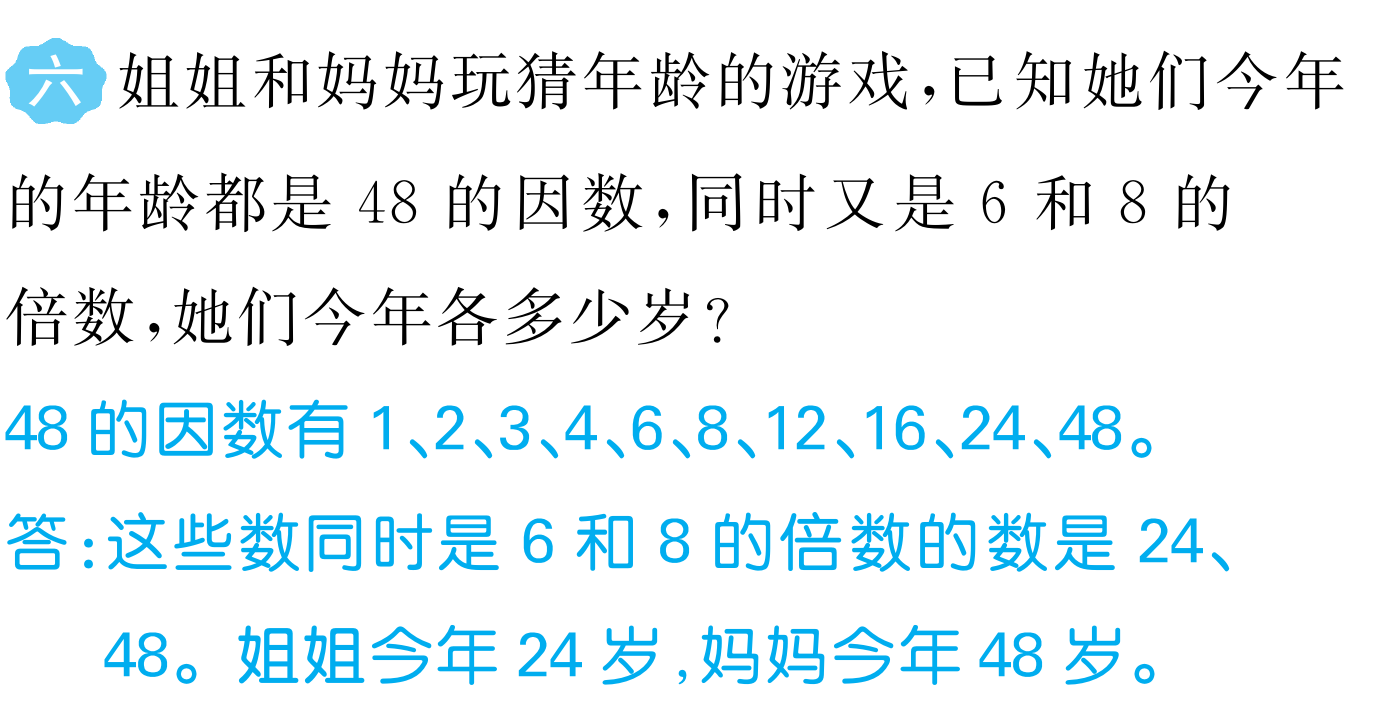 六 姐姐和妈妈玩猜年龄的游戏,已知她们今年
的年龄都是 48 的因数,同时又是 6 和 8 的
倍数,她们今年各多少岁?
48 的因数有 1、2、3、4、6、8、12、16、24、48。
答:这些数同时是 6 和 8 的倍数的数是 24、
48。姐姐今年 24 岁,妈妈今年 48 岁。